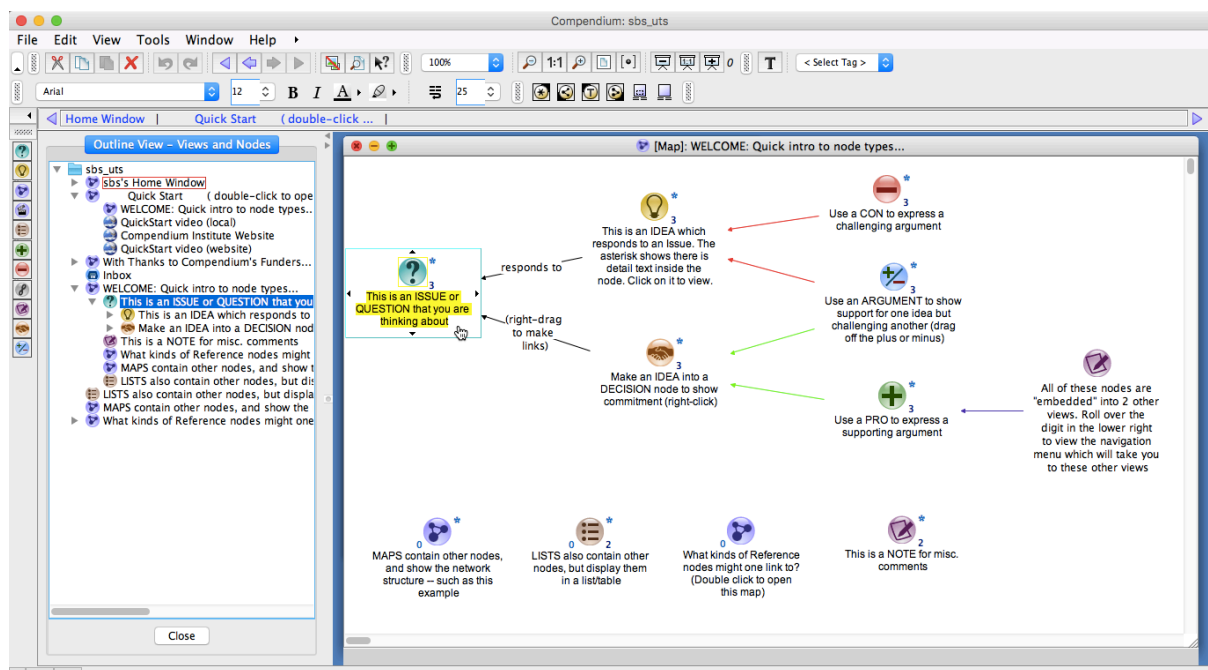 Compendium: sbs_uts
File Edit View Tools Window Help
100%
1:1
0
T
< Select Tag >
Arial
12
B I A
25
Home Window | Quick Start ( double-click ... |
Outline View – Views and Nodes
sbs_uts
sbs's Home Window
Quick Start ( double-click to ope
WELCOME: Quick intro to node types..
QuickStart video (local)
Compendium Institute Website
QuickStart video (website)
With Thanks to Compendium's Funders...
Inbox
WELCOME: Quick intro to node types...
This is an ISSUE or QUESTION that you
This is an IDEA which responds to
Make an IDEA into a DECISION nod
This is a NOTE for misc. comments
What kinds of Reference nodes might
MAPS contain other nodes, and show t
LISTS also contain other nodes, but dis
LISTS also contain other nodes, but displa
MAPS contain other nodes, and show the
What kinds of Reference nodes might one
Close
[Map]: WELCOME: Quick intro to node types...
?
*
3
This is an ISSUE or
QUESTION that you are
thinking about
responds to
(right-drag
to make
links)
*
3
This is an IDEA which
responds to an Issue. The
asterisk shows there is
detail text inside the
node. Click on it to view.
*
3
Make an IDEA into a
DECISION node to show
commitment (right-click)
*
3
Use a CON to express a
challenging argument
*
3
Use an ARGUMENT to show
support for one idea but
challenging another (drag
off the plus or minus)
*
3
Use a PRO to express a
supporting argument
3
All of these nodes are
"embedded" into 2 other
views. Roll over the
digit in the lower right
to view the navigation
menu which will take you
to these other views
*
0
MAPS contain other nodes,
and show the network
structure -- such as this
example
*
0 2
LISTS also contain other
nodes, but display them
in a list/table
*
0
What kinds of Reference
nodes might one link to?
(Double click to open
this map)
*
2
This is a NOTE for misc.
comments